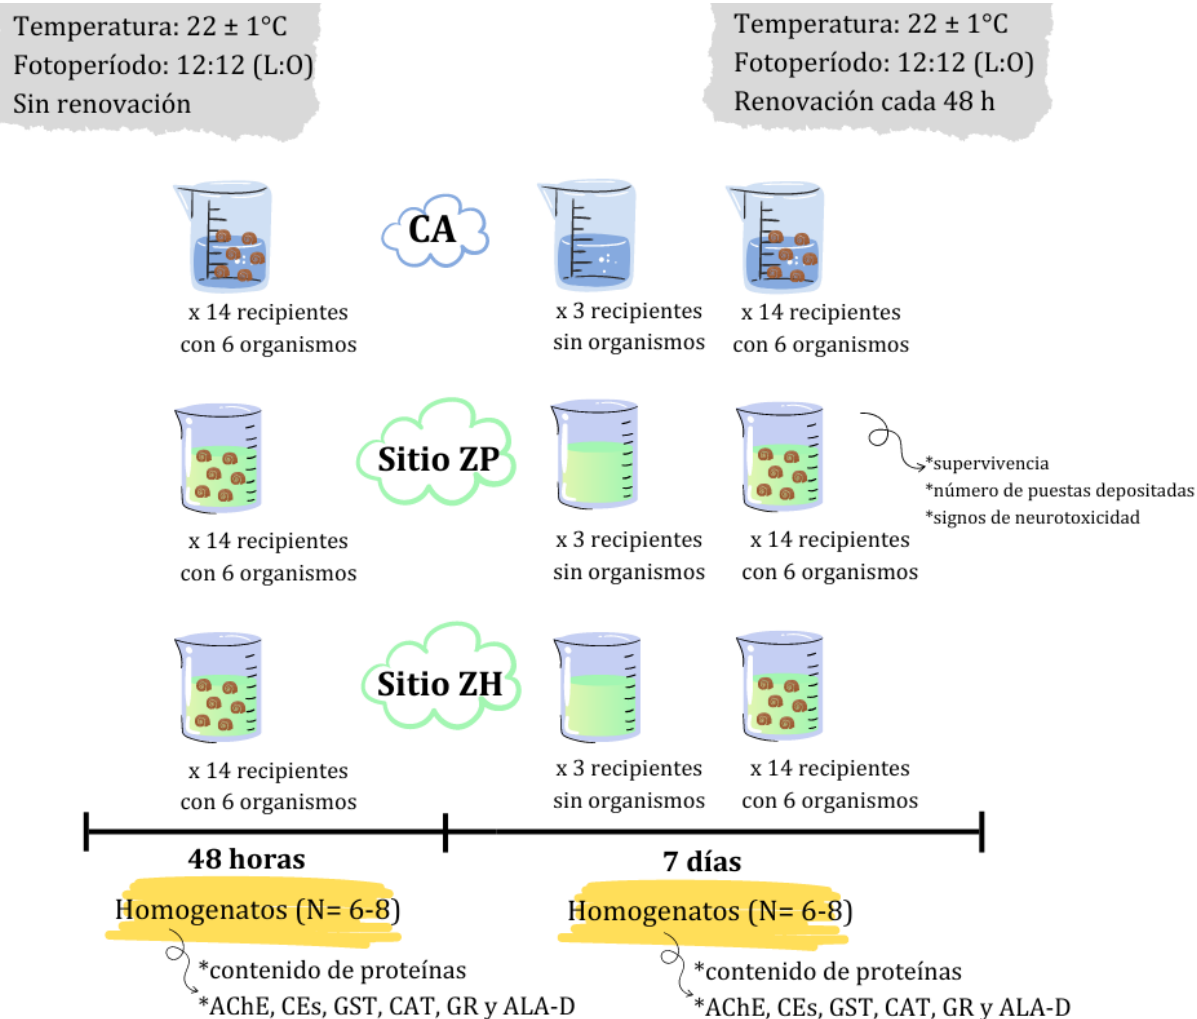 Temperatura: 22 ± 1°C
Fotoperíodo: 12:12 (L:O)
Sin renovación
Temperatura: 22 ± 1°C
Fotoperíodo: 12:12 (L:O)
Renovación cada 48 h
CA
x 14 recipientes
con 6 organismos
x 3 recipientes
sin organismos
x 14 recipientes
con 6 organismos
Sitio ZP
*supervivencia
*número de puestas depositadas
*signos de neurotoxicidad
x 14 recipientes
con 6 organismos
x 3 recipientes
sin organismos
x 14 recipientes
con 6 organismos
Sitio ZH
x 14 recipientes
con 6 organismos
x 3 recipientes
sin organismos
x 14 recipientes
con 6 organismos
48 horas
7 días
Homogenatos (N= 6-8)
Homogenatos (N= 6-8)
*contenido de proteínas
*AChE, CEs, GST, CAT, GR y ALA-D
*contenido de proteínas
*AChE, CEs, GST, CAT, GR y ALA-D